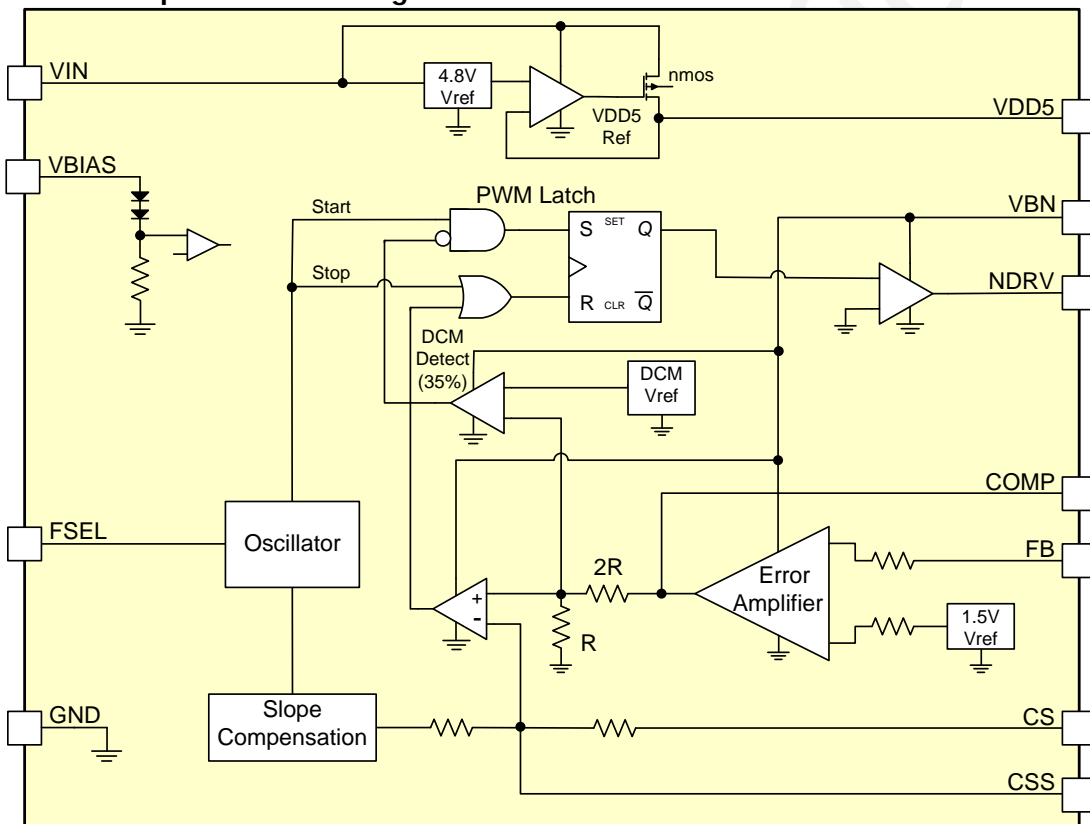 VIN
4.8V
Vref
nmos
VDD5
Ref
VDD5
VBIAS
PWM Latch
VBN
Start
S SET Q
Stop
R CLR Q
NDRV
DCM
Detect
(35%)
DCM
Vref
COMP
FSEL
Oscillator
FB
2R
Error
Amplifier
+
-
1.5V
Vref
R
GND
Slope
Compensation
CS
CSS